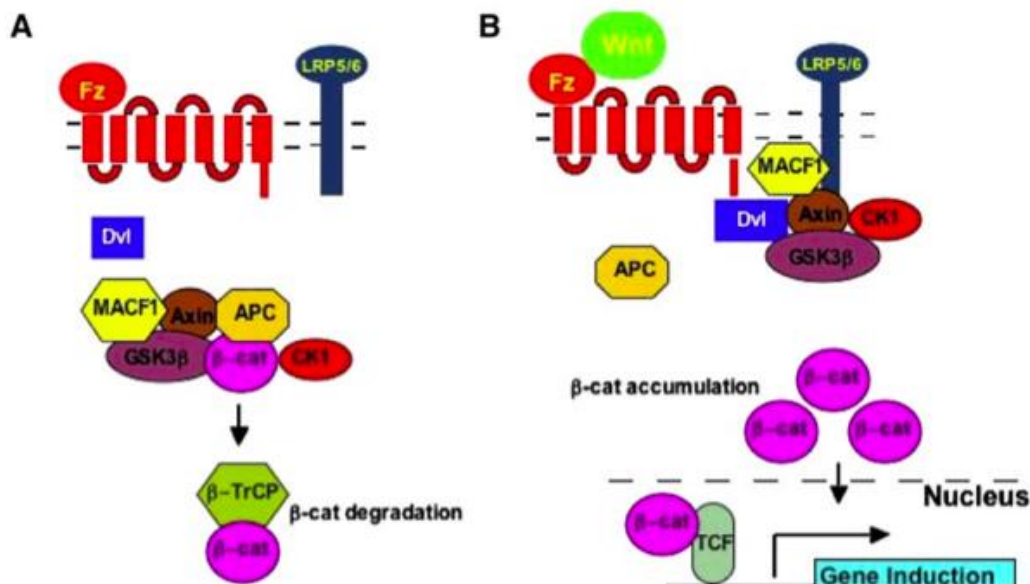 A
Fz
LRP5/6
Dvl
MACF1
Axin
APC
GSK3β
β-cat
CK1
β-TrCP
β-cat degradation
β-cat
B
Wnt
Fz
LRP5/6
MACF1
Dvl
Axin
CK1
GSK3β
APC
β-cat accumulation
β-cat
β-cat
β-cat
Nucleus
β-cat
TCF
Gene Induction